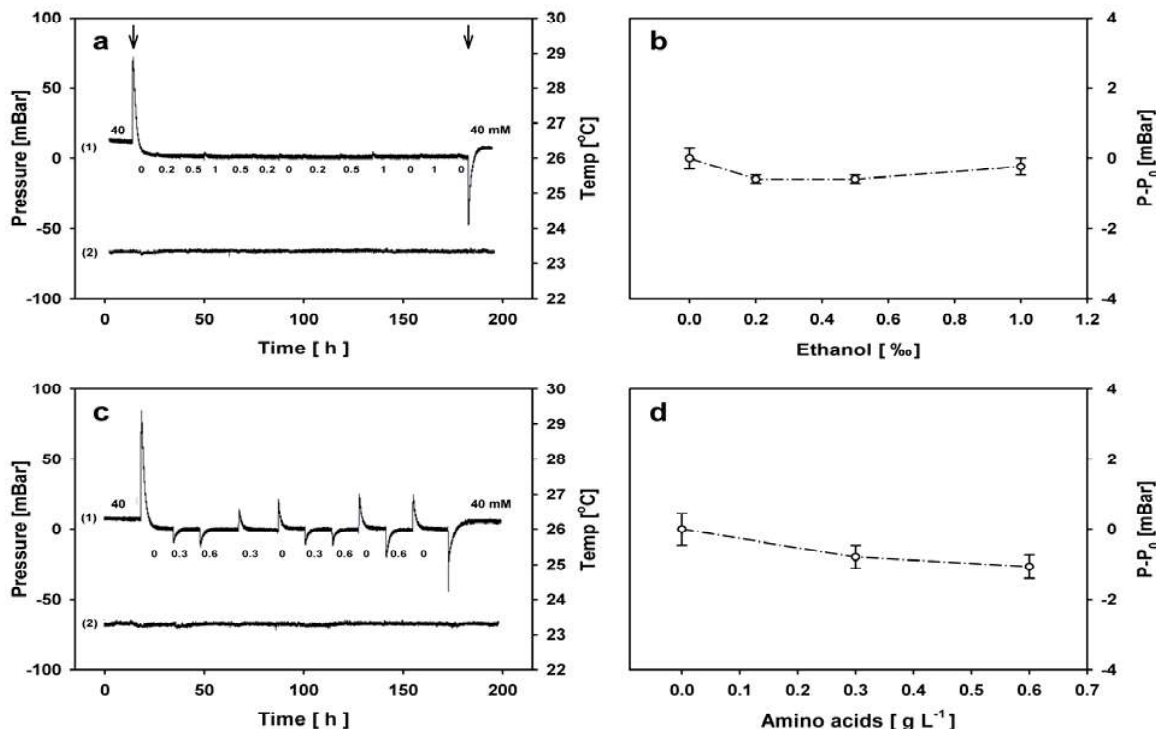 a
Pressure [mBar]
100
50
0
-50
-100
40
40 mM
(1)
0 0.2 0.5 1 0.5 0.2 0 0.2 0.5 1 0 1 0
(2)
Temp [°C]
30
29
28
27
26
25
24
23
22
0 50 100 150 200
Time [ h ]
b
4
2
0
-2
-4
P-P₀ [mBar]
0.0 0.2 0.4 0.6 0.8 1.0 1.2
Ethanol [ ‰ ]
c
Pressure [mBar]
100
50
0
-50
-100
40
40 mM
(1)
0 0.3 0.6 0.3 0 0.3 0.6 0 0.6 0
(2)
Temp [°C]
30
29
28
27
26
25
24
23
22
0 50 100 150 200
Time [ h ]
d
4
2
0
-2
-4
P-P₀ [mBar]
0.0 0.1 0.2 0.3 0.4 0.5 0.6 0.7
Amino acids [ g L⁻¹ ]